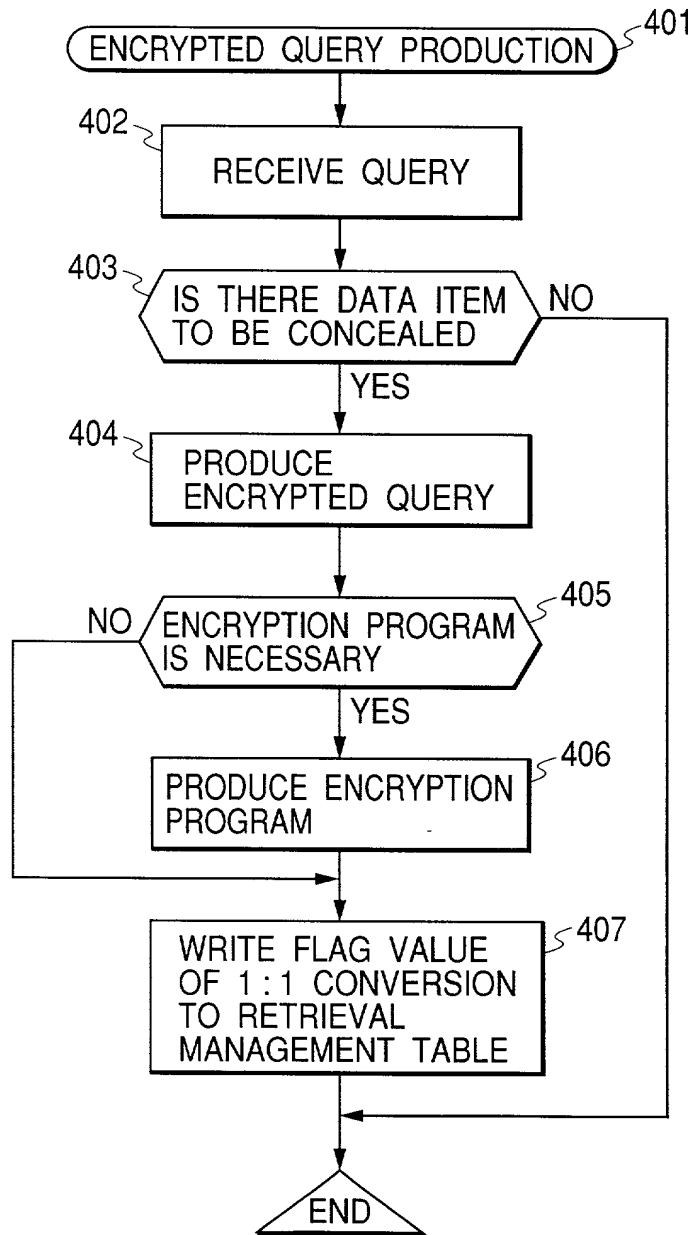 ENCRYPTED QUERY PRODUCTION
401
402
RECEIVE QUERY
403
IS THERE DATA ITEM
TO BE CONCEALED
NO
YES
404
PRODUCE
ENCRYPTED QUERY
405
NO
ENCRYPTION PROGRAM
IS NECESSARY
YES
406
PRODUCE ENCRYPTION
PROGRAM
407
WRITE FLAG VALUE
OF 1 : 1 CONVERSION
TO RETRIEVAL
MANAGEMENT TABLE
END